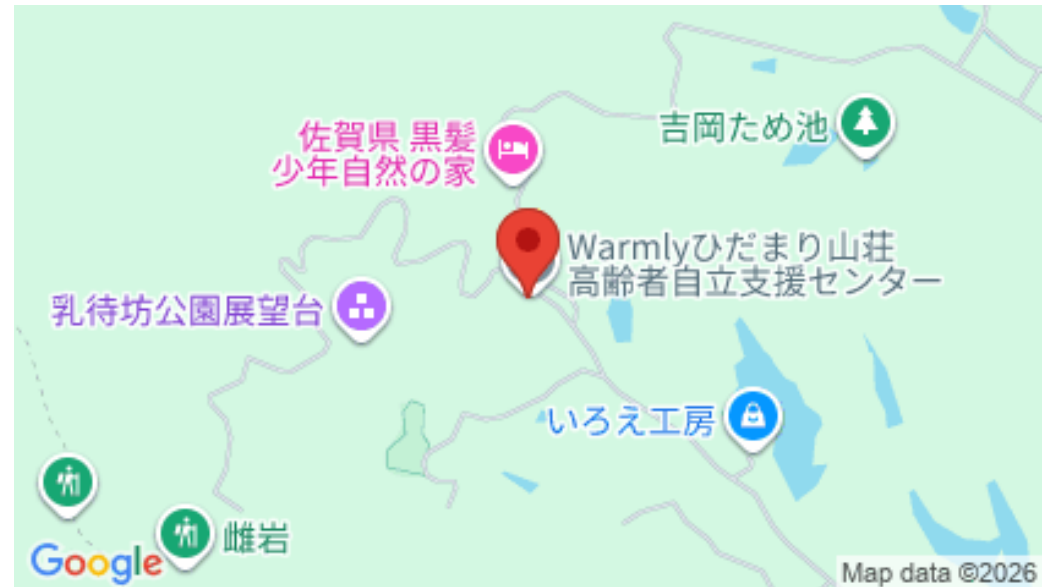 佐賀県 黒髪
少年自然の家
吉岡ため池
Warmlyひだまり山荘
高齢者自立支援センター
乳待坊公園展望台
いろえ工房
雌岩
Google
Map data ©2026